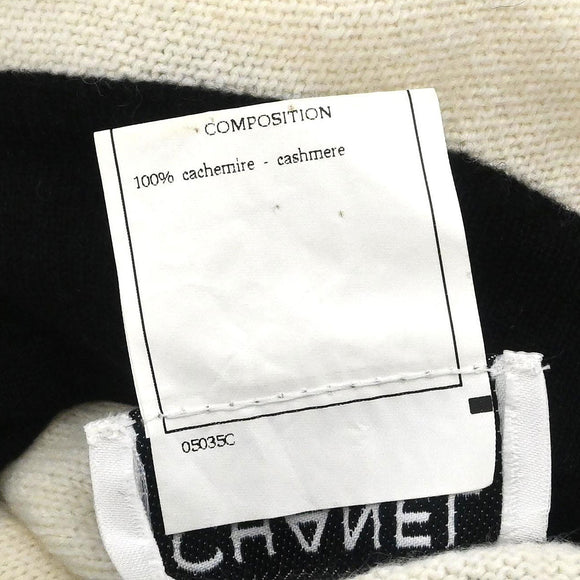 COMPOSITION
100% cachemire - cashmere
05035C
CHANEL